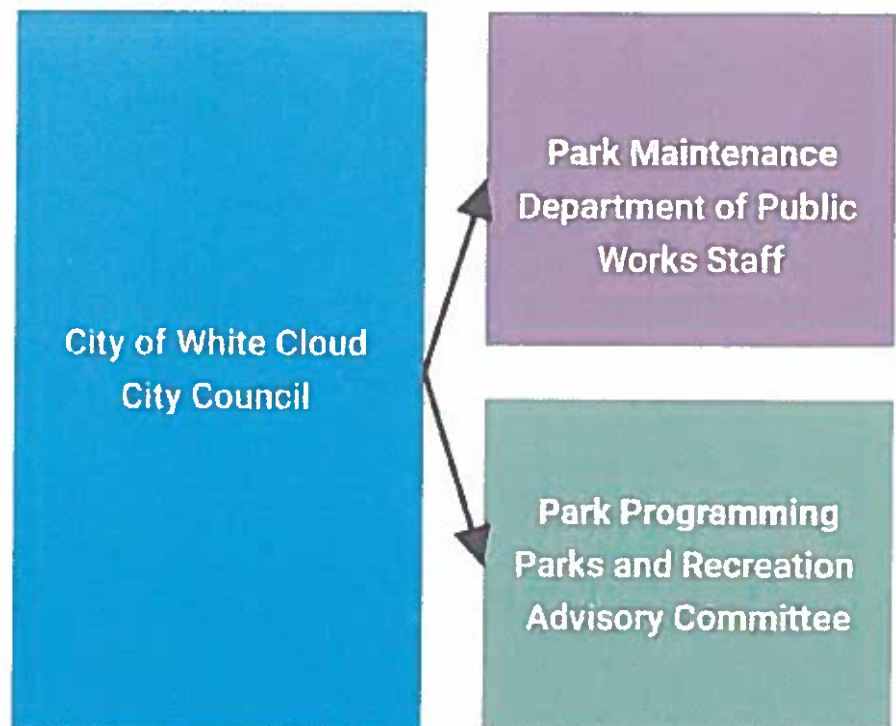 City of White Cloud
City Council
Park Maintenance
Department of Public
Works Staff
Park Programming
Parks and Recreation
Advisory Committee